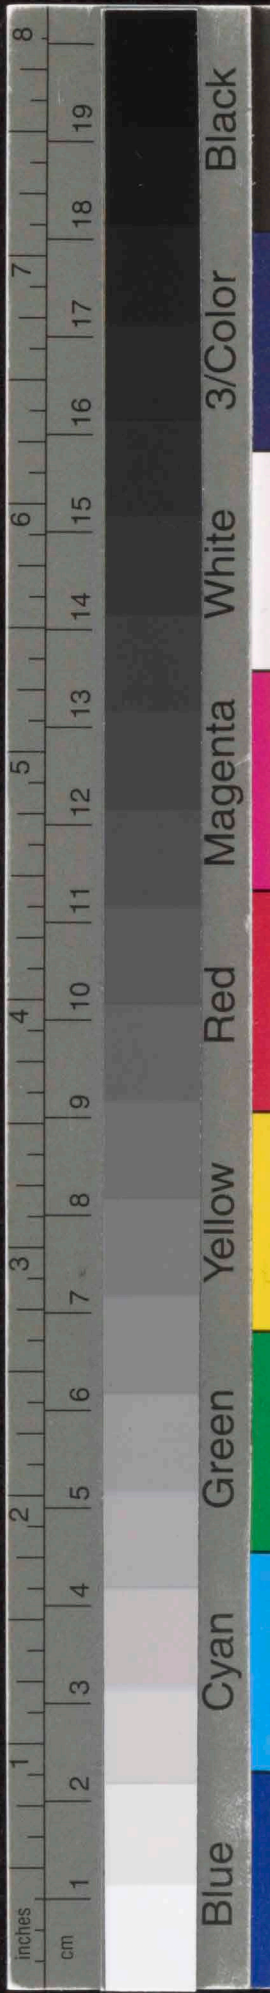 inches 1 2 3 4 5 6 7 8
cm 1 2 3 4 5 6 7 8 9 10 11 12 13 14 15 16 17 18 19
Blue Cyan Green Yellow Red Magenta White 3/Color Black